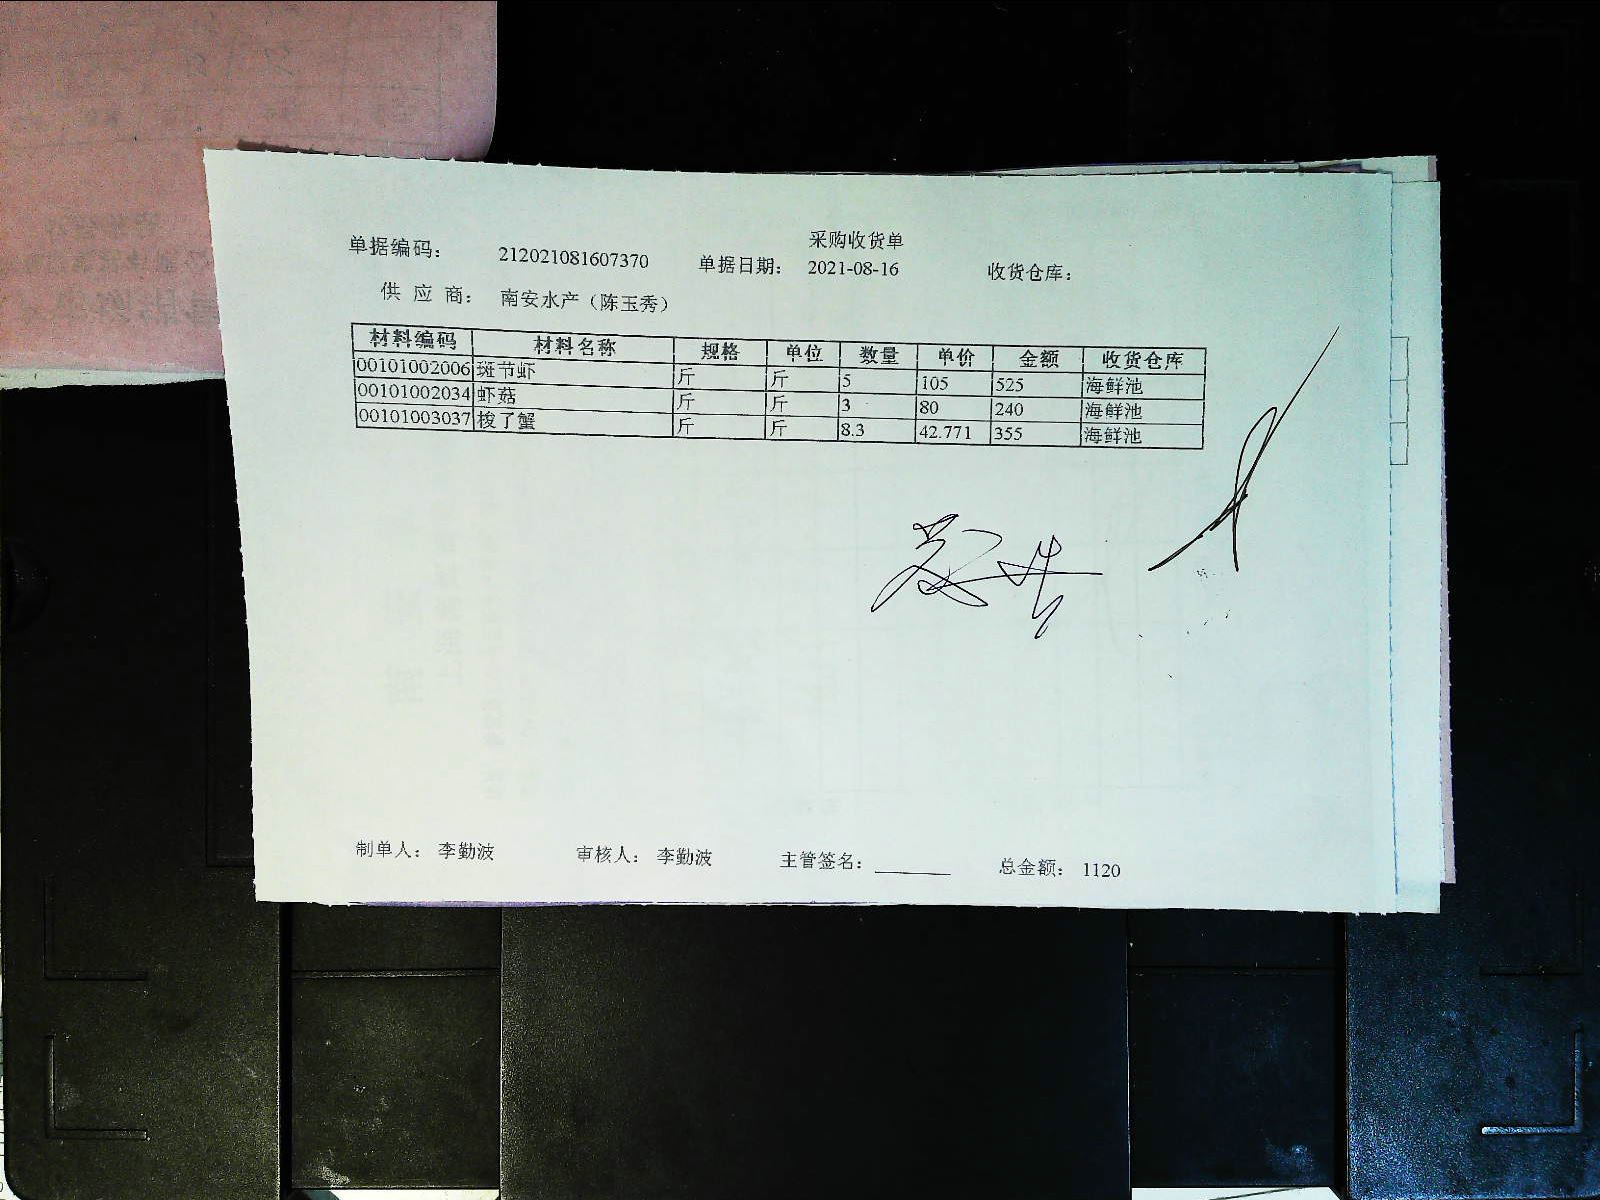 采购收货单
单据编码： 212021081607370 单据日期： 2021-08-16 收货仓库：
供 应 商： 南安水产（陈玉秀）
材料编码 材料名称 规格 单位 数量 单价 金额 收货仓库
00101002006 斑节虾 斤 斤 5 105 525 海鲜池
00101002034 虾菇 斤 斤 3 80 240 海鲜池
00101003037 梭了蟹 斤 斤 8.3 42.771 355 海鲜池
制单人： 李勤波 审核人： 李勤波 主管签名： 总金额： 1120